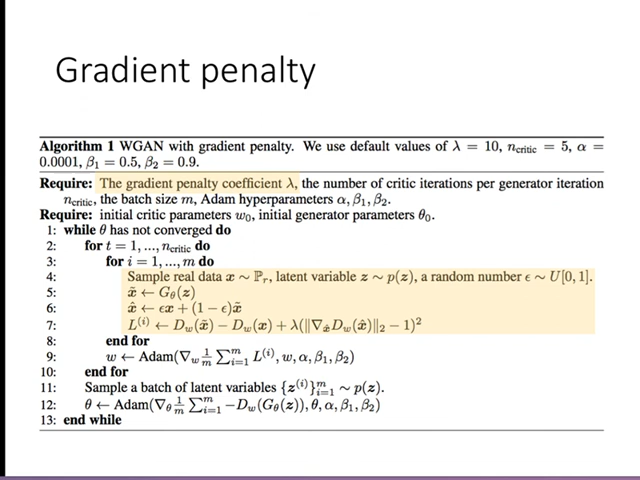 Gradient penalty
Algorithm 1 WGAN with gradient penalty. We use default values of λ = 10, n_critic = 5, α =
0.0001, β₁ = 0.5, β₂ = 0.9.
Require: The gradient penalty coefficient λ, the number of critic iterations per generator iteration
n_critic, the batch size m, Adam hyperparameters α, β₁, β₂.
Require: initial critic parameters w₀, initial generator parameters θ₀.
1: while θ has not converged do
2: for t = 1, ..., n_critic do
3: for i = 1, ..., m do
4: Sample real data x ∼ ℙ_r, latent variable z ∼ p(z), a random number ϵ ∼ U[0, 1].
5: x̃ ← G_θ(z)
6: x̂ ← ϵx + (1 − ϵ)x̃
7: L^(i) ← D_w(x̃) − D_w(x) + λ(‖∇_x̂ D_w(x̂)‖₂ − 1)²
8: end for
9: w ← Adam(∇_w 1/m ∑_{i=1}^m L^(i), w, α, β₁, β₂)
10: end for
11: Sample a batch of latent variables {z^(i)}_{i=1}^m ∼ p(z).
12: θ ← Adam(∇_θ 1/m ∑_{i=1}^m −D_w(G_θ(z)), θ, α, β₁, β₂)
13: end while